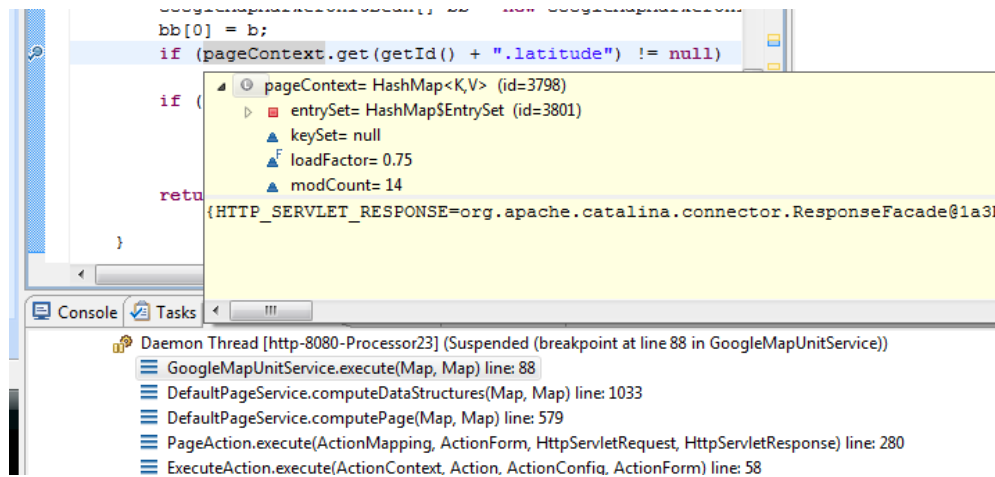 bb[0] = b;
if (pageContext.get(getId() + ".latitude") != null)
pageContext= HashMap<K,V> (id=3798)
if (
entrySet= HashMap$EntrySet (id=3801)
keySet= null
F loadFactor= 0.75
modCount= 14
retu
{HTTP_SERVLET_RESPONSE=org.apache.catalina.connector.ResponseFacade@1a3
}
Console Tasks
Daemon Thread [http-8080-Processor23] (Suspended (breakpoint at line 88 in GoogleMapUnitService))
GoogleMapUnitService.execute(Map, Map) line: 88
DefaultPageService.computeDataStructures(Map, Map) line: 1033
DefaultPageService.computePage(Map, Map) line: 579
PageAction.execute(ActionMapping, ActionForm, HttpServletRequest, HttpServletResponse) line: 280
ExecuteAction.execute(ActionContext, Action, ActionConfig, ActionForm) line: 58